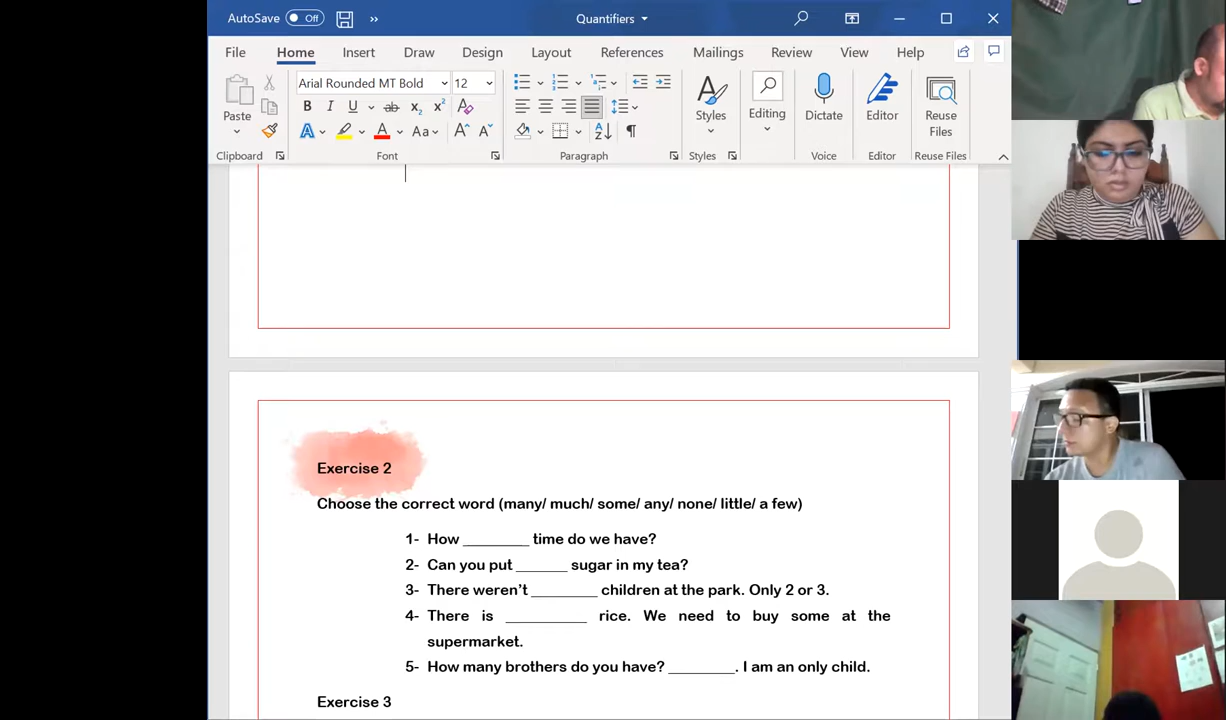 AutoSave Off Quantifiers
File Home Insert Draw Design Layout References Mailings Review View Help
Arial Rounded MT Bold 12
Paste Styles Editing Dictate Editor Reuse Files
Clipboard Font Paragraph Styles Voice Editor Reuse Files
Exercise 2
Choose the correct word (many/ much/ some/ any/ none/ little/ a few)
1- How ________ time do we have?
2- Can you put ______ sugar in my tea?
3- There weren't ________ children at the park. Only 2 or 3.
4- There is __________ rice. We need to buy some at the
supermarket.
5- How many brothers do you have? ________. I am an only child.
Exercise 3